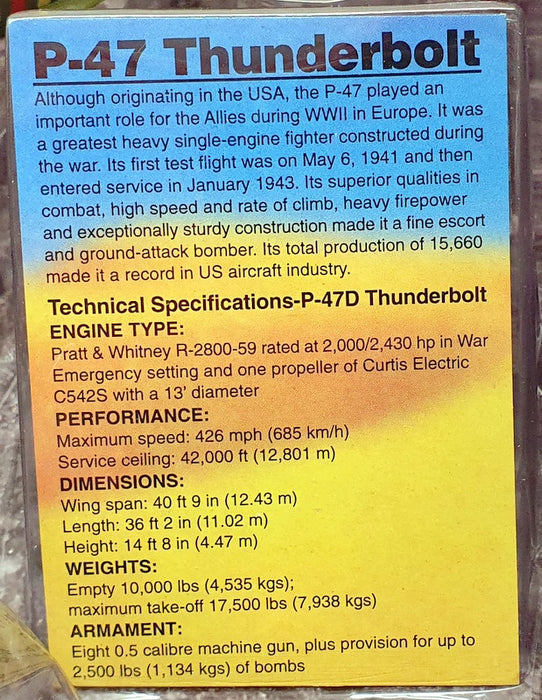 P-47 Thunderbolt
Although originating in the USA, the P-47 played an
important role for the Allies during WWII in Europe. It was
a greatest heavy single-engine fighter constructed during
the war. Its first test flight was on May 6, 1941 and then
entered service in January 1943. Its superior qualities in
combat, high speed and rate of climb, heavy firepower
and exceptionally sturdy construction made it a fine escort
and ground-attack bomber. Its total production of 15,660
made it a record in US aircraft industry.
Technical Specifications-P-47D Thunderbolt
ENGINE TYPE:
Pratt & Whitney R-2800-59 rated at 2,000/2,430 hp in War
Emergency setting and one propeller of Curtis Electric
C542S with a 13' diameter
PERFORMANCE:
Maximum speed: 426 mph (685 km/h)
Service ceiling: 42,000 ft (12,801 m)
DIMENSIONS:
Wing span: 40 ft 9 in (12.43 m)
Length: 36 ft 2 in (11.02 m)
Height: 14 ft 8 in (4.47 m)
WEIGHTS:
Empty 10,000 lbs (4,535 kgs);
maximum take-off 17,500 lbs (7,938 kgs)
ARMAMENT:
Eight 0.5 calibre machine gun, plus provision for up to
2,500 lbs (1,134 kgs) of bombs